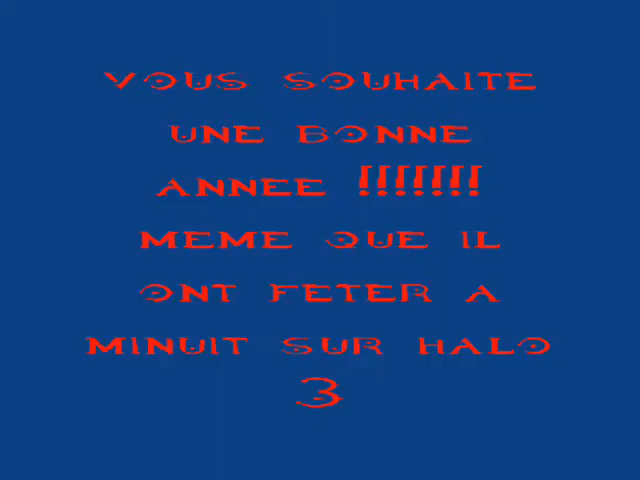 VOUS SOUHAITE
UNE BONNE
ANNEE !!!!!!!
MEME QUE IL
ONT FETER A
MINUIT SUR HALO
3